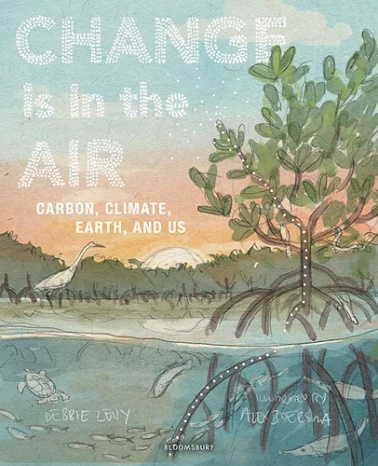 CHANGE
is in the
AIR
CARBON, CLIMATE,
EARTH, AND US
DEBBIE LEVY
ILLUSTRATED BY
ALEX BOERSMA
BLOOMSBURY